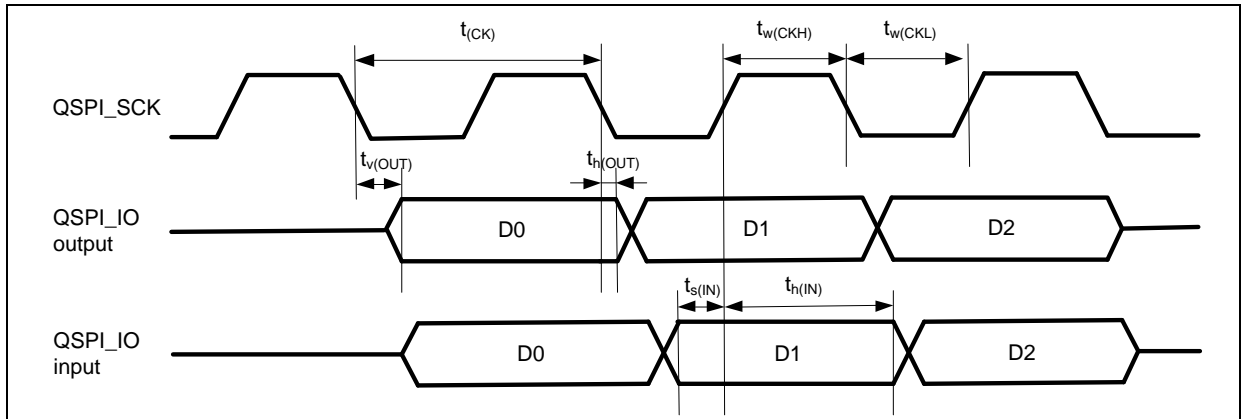 t(CK)
tw(CKH)
tw(CKL)
QSPI_SCK
tv(OUT)
th(OUT)
QSPI_IO
output
D0
D1
D2
ts(IN)
th(IN)
QSPI_IO
input
D0
D1
D2